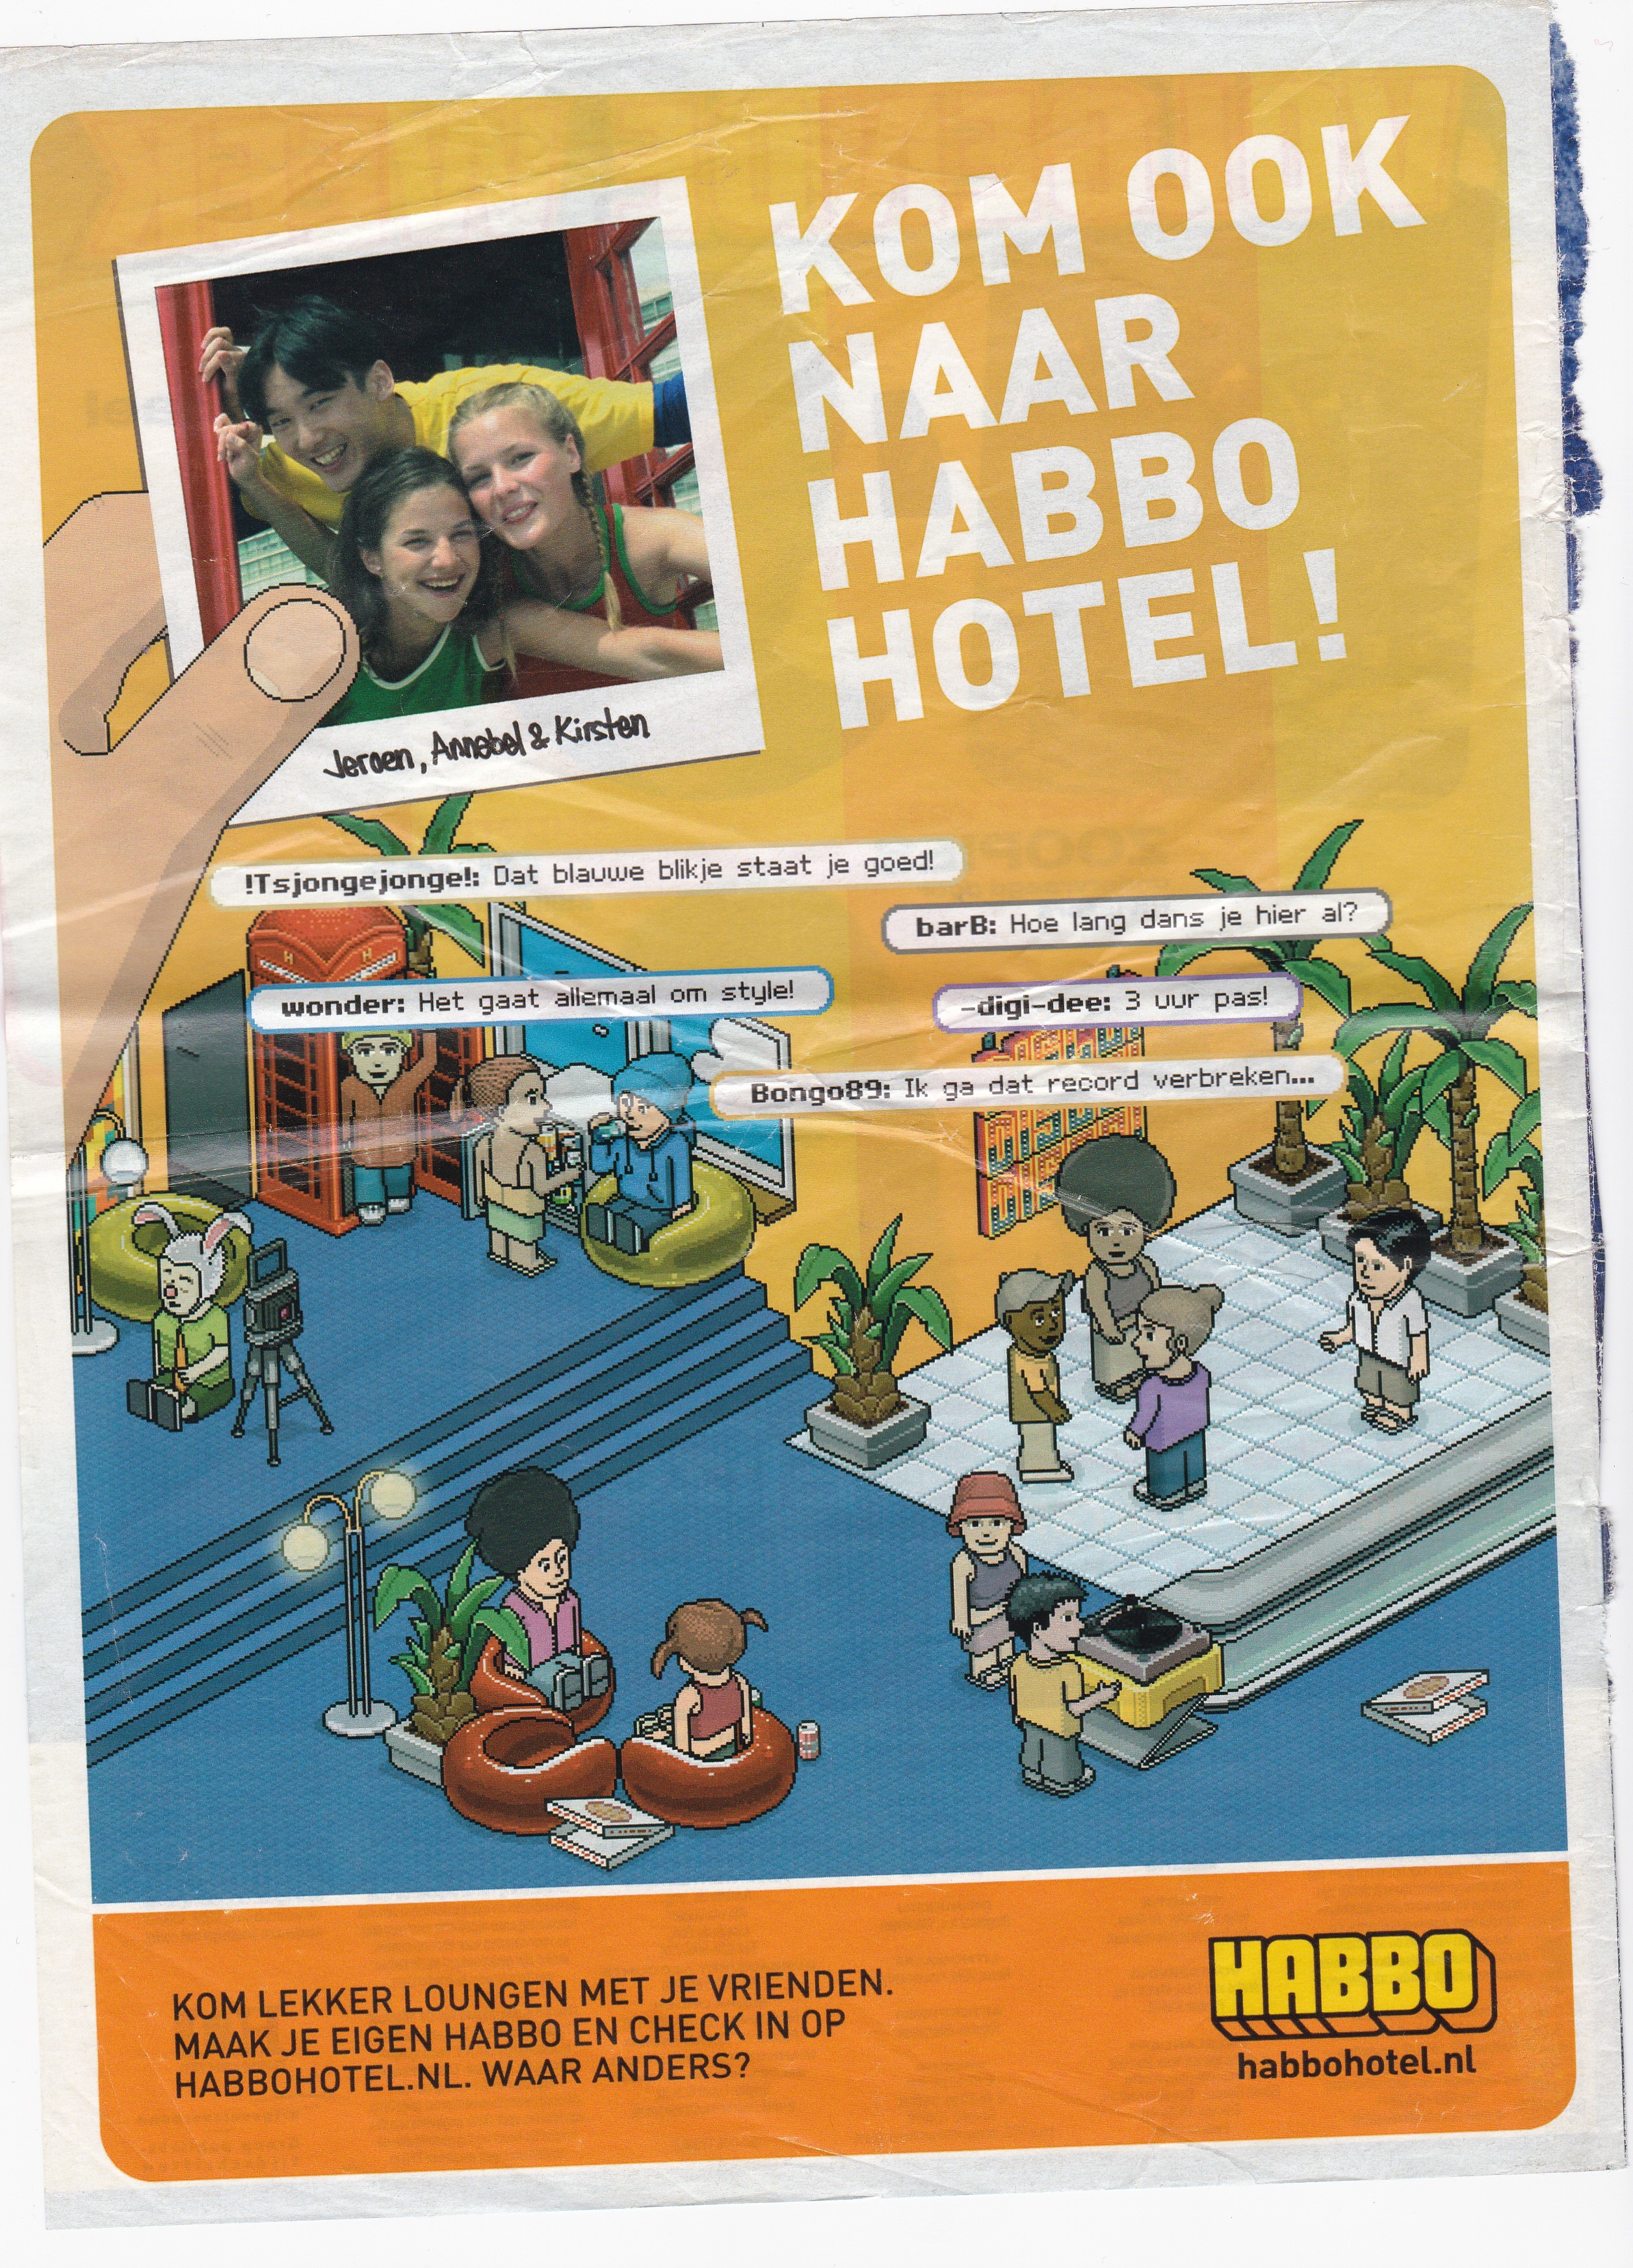 KOM OOK
NAAR
HABBO
HOTEL!
Jeroen, Annebel & Kirsten
!Tsjongejonge!: Dat blauwe blikje staat je goed!
barB: Hoe lang dans je hier al?
wonder: Het gaat allemaal om style!
-digi-dee: 3 uur pas!
Bongo89: Ik ga dat record verbreken...
H H
KOM LEKKER LOUNGEN MET JE VRIENDEN.
MAAK JE EIGEN HABBO EN CHECK IN OP
HABBOHOTEL.NL. WAAR ANDERS?
HABBO
habbohotel.nl